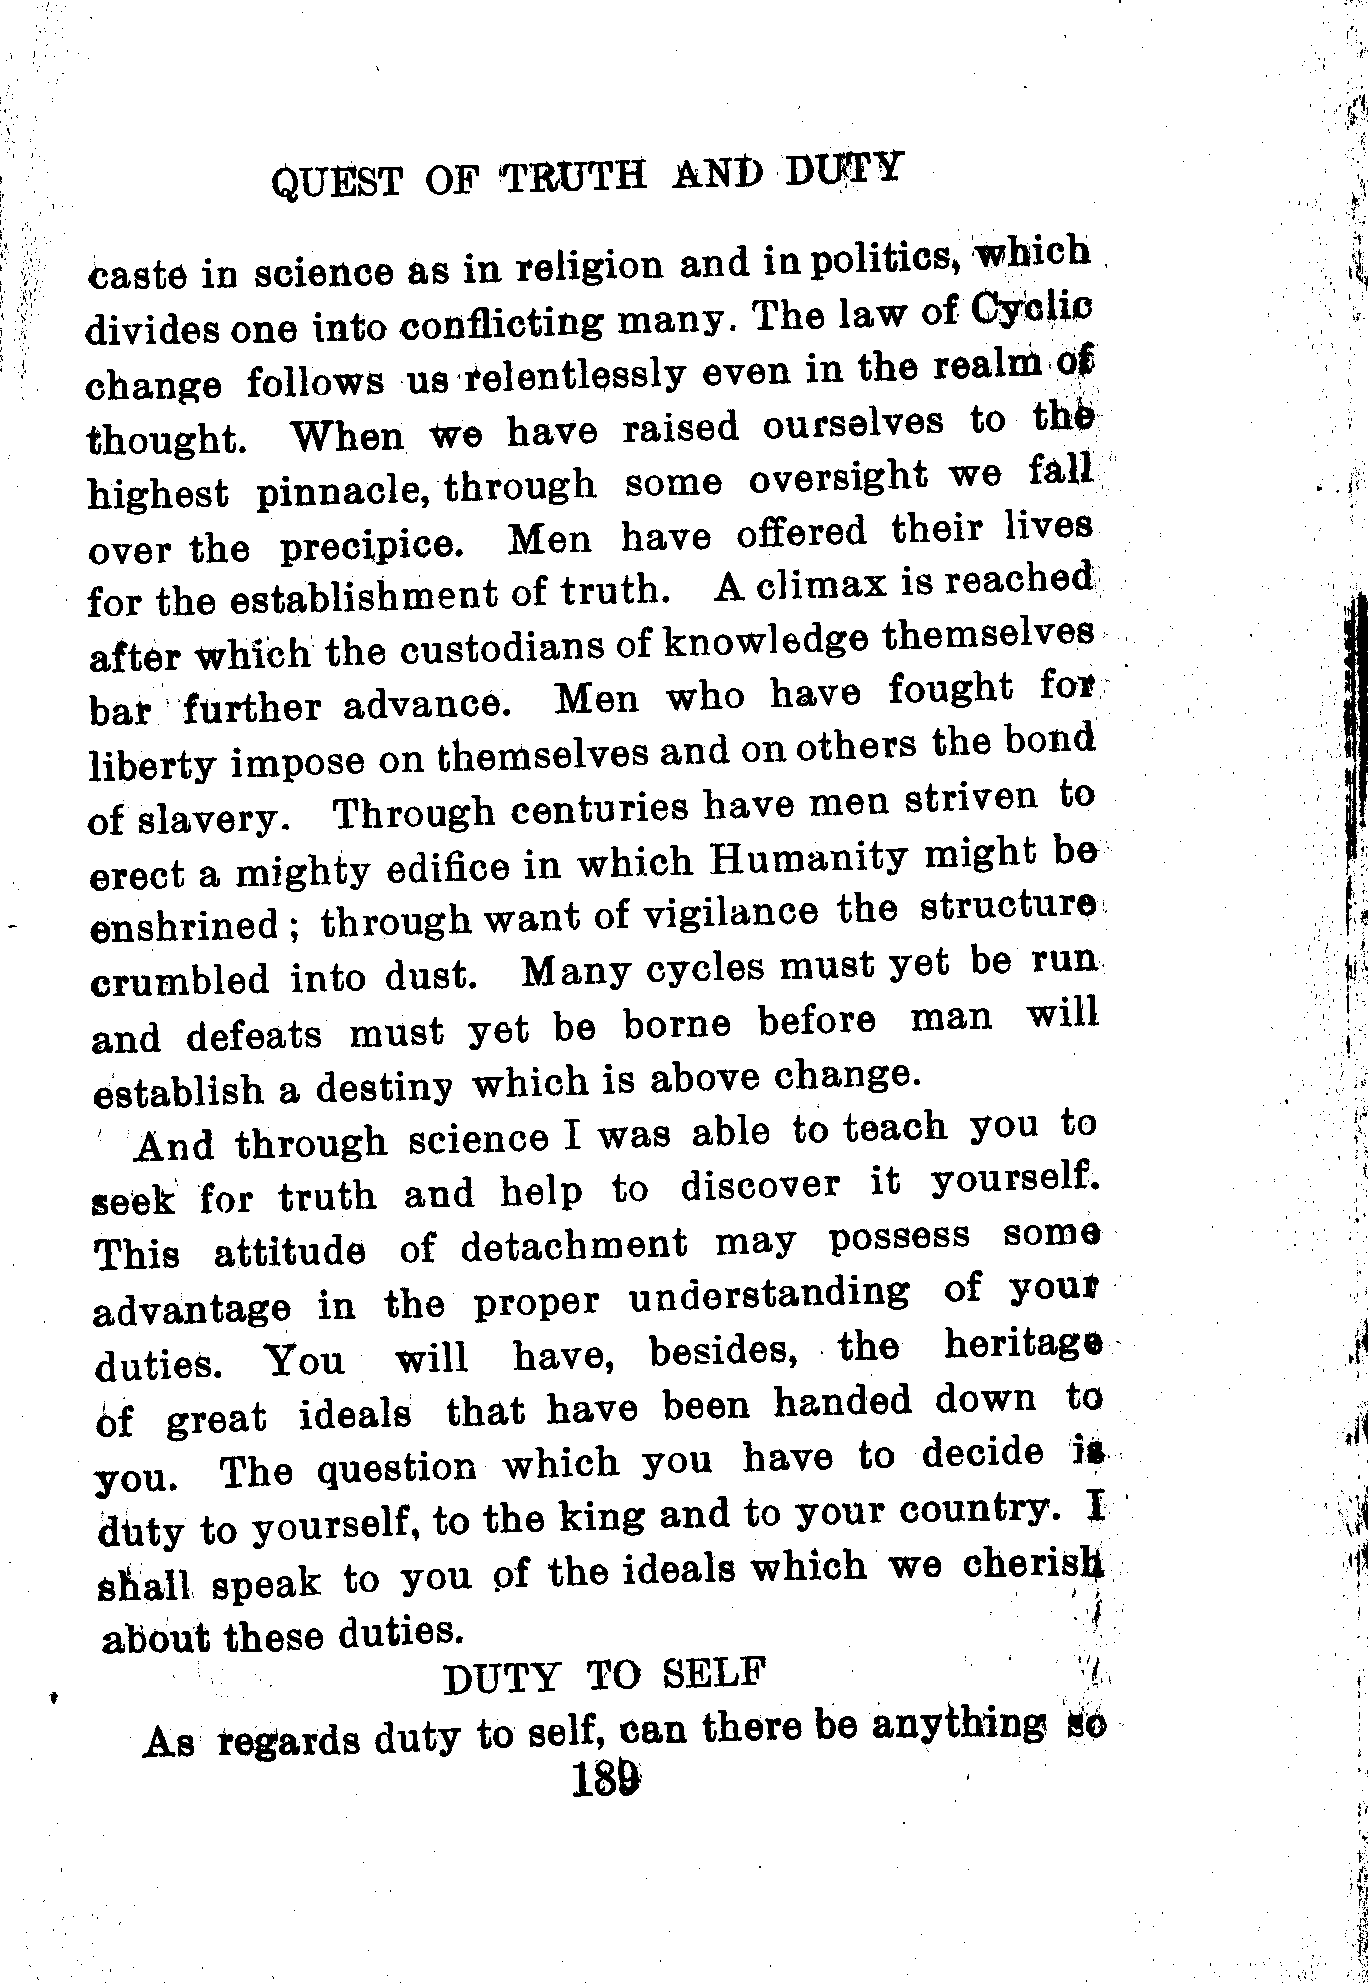 QUEST OF TRUTH AND DUTY
caste in science as in religion and in politics, which
divides one into conflicting many. The law of Cyclic
change follows us relentlessly even in the realm of
thought. When we have raised ourselves to the
highest pinnacle, through some oversight we fall
over the precipice. Men have offered their lives
for the establishment of truth. A climax is reached
after which the custodians of knowledge themselves
bar further advance. Men who have fought for
liberty impose on themselves and on others the bond
of slavery. Through centuries have men striven to
erect a mighty edifice in which Humanity might be
enshrined ; through want of vigilance the structure
crumbled into dust. Many cycles must yet be run
and defeats must yet be borne before man will
establish a destiny which is above change.
And through science I was able to teach you to
seek for truth and help to discover it yourself.
This attitude of detachment may possess some
advantage in the proper understanding of your
duties. You will have, besides, the heritage
of great ideals that have been handed down to
you. The question which you have to decide is
duty to yourself, to the king and to your country. I
shall speak to you of the ideals which we cherish
about these duties.
DUTY TO SELF
As regards duty to self, can there be anything so
189